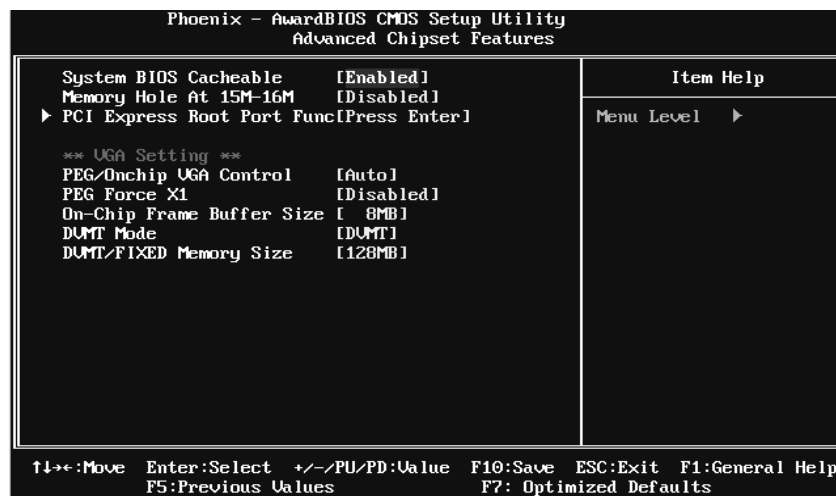 Phoenix - AwardBIOS CMOS Setup Utility
Advanced Chipset Features
System BIOS Cacheable [Enabled]
Memory Hole At 15M-16M [Disabled]
▶ PCI Express Root Port Func[Press Enter]
** VGA Setting **
PEG/Onchip VGA Control [Auto]
PEG Force X1 [Disabled]
On-Chip Frame Buffer Size [ 8MB]
DVMT Mode [DVMT]
DVMT/FIXED Memory Size [128MB]
Item Help
Menu Level ▶
↑↓→←:Move Enter:Select +/-/PU/PD:Value F10:Save ESC:Exit F1:General Help
F5:Previous Values F7: Optimized Defaults